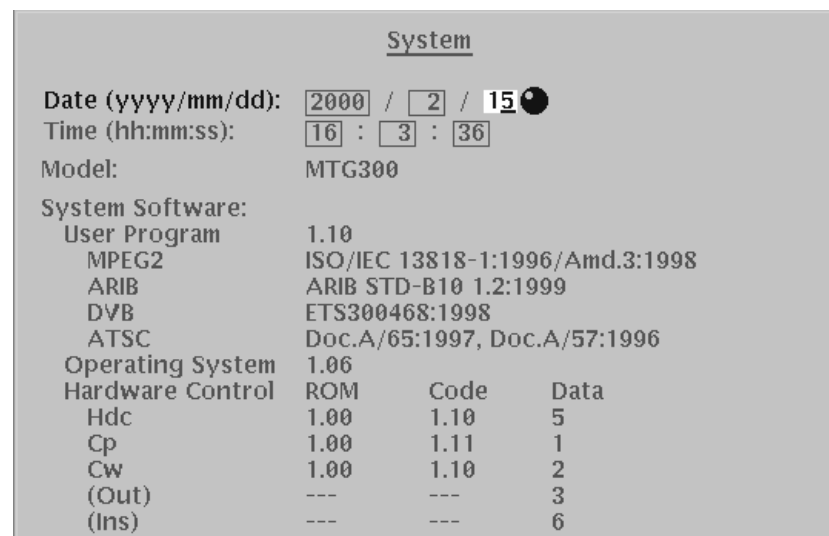 System
Date (yyyy/mm/dd): 2000 / 2 / 15
Time (hh:mm:ss): 16 : 3 : 36
Model: MTG300
System Software:
User Program 1.10
MPEG2 ISO/IEC 13818-1:1996/Amd.3:1998
ARIB ARIB STD-B10 1.2:1999
DVB ETS300468:1998
ATSC Doc.A/65:1997, Doc.A/57:1996
Operating System 1.06
Hardware Control ROM Code Data
Hdc 1.00 1.10 5
Cp 1.00 1.11 1
Cw 1.00 1.10 2
(Out) --- --- 3
(Ins) --- --- 6